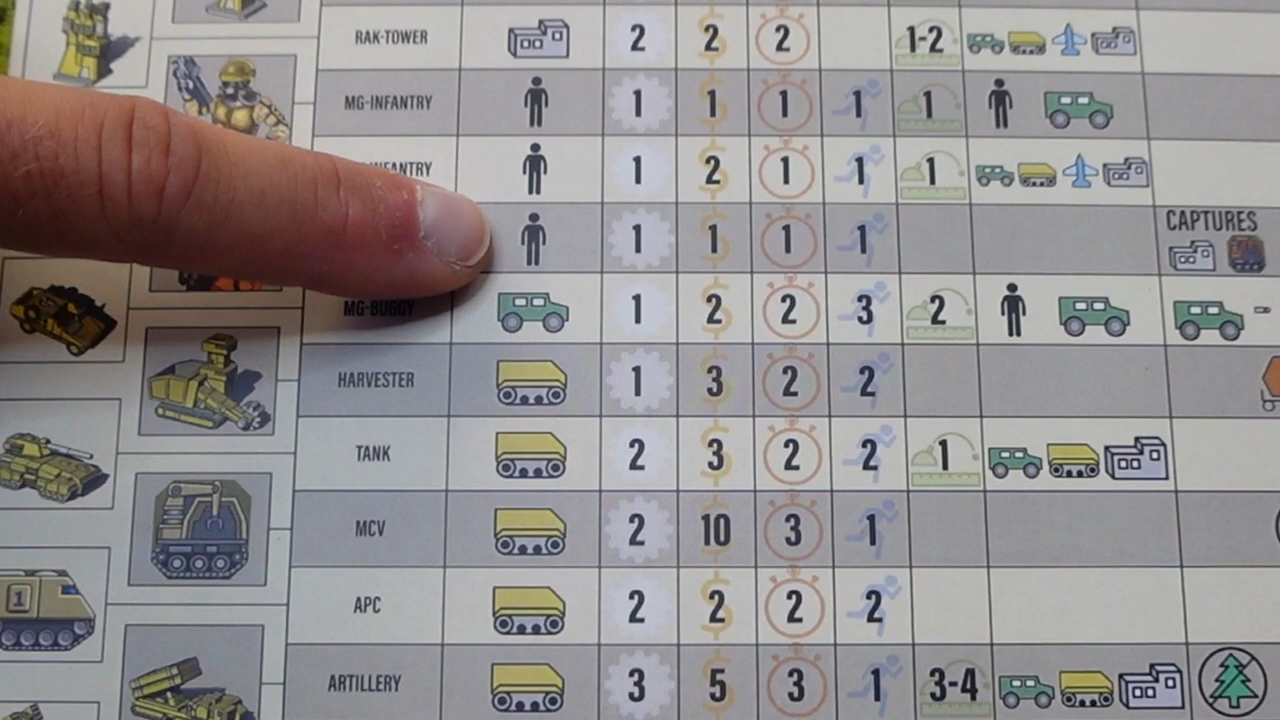 RAK-TOWER 2 2 2 1-2
MG-INFANTRY 1 1 1 1 1
INFANTRY 1 2 1 1 1
1 1 1 1 CAPTURES
MG-BUGGY 1 2 2 3 2 -
HARVESTER 1 3 2 2
TANK 2 3 2 2 1
MCV 2 10 3 1
1 APC 2 2 2 2
ARTILLERY 3 5 3 1 3-4